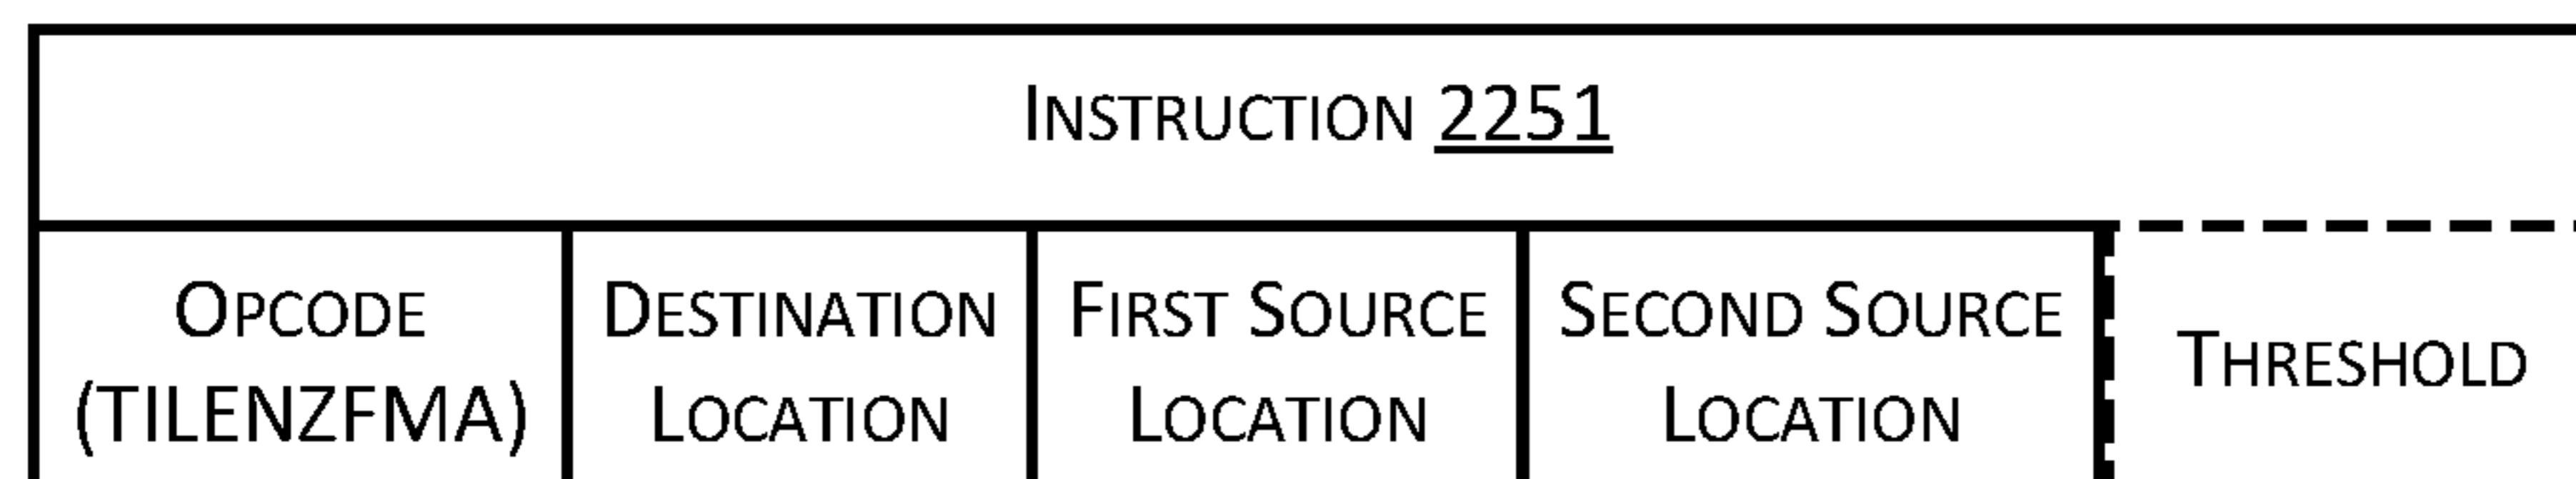 INSTRUCTION 2251
OPCODE
(TILENZFMA)
DESTINATION
LOCATION
FIRST SOURCE
LOCATION
SECOND SOURCE
LOCATION
THRESHOLD